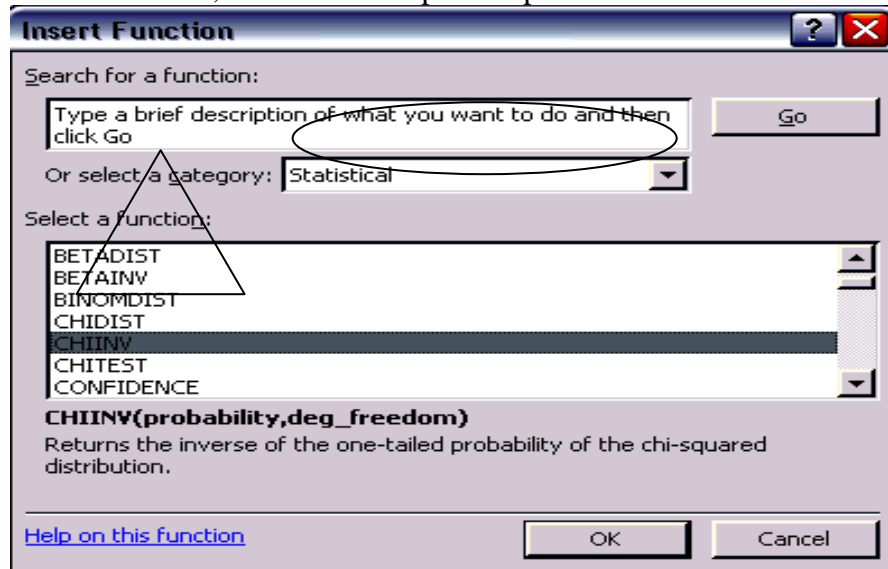 Insert Function
Search for a function:
Type a brief description of what you want to do and then
click Go
Go
Or select a category: Statistical
Select a function:
BETADIST
BETAINV
BINOMDIST
CHIDIST
CHIINV
CHITEST
CONFIDENCE
CHIINV(probability,deg_freedom)
Returns the inverse of the one-tailed probability of the chi-squared
distribution.
Help on this function
OK
Cancel